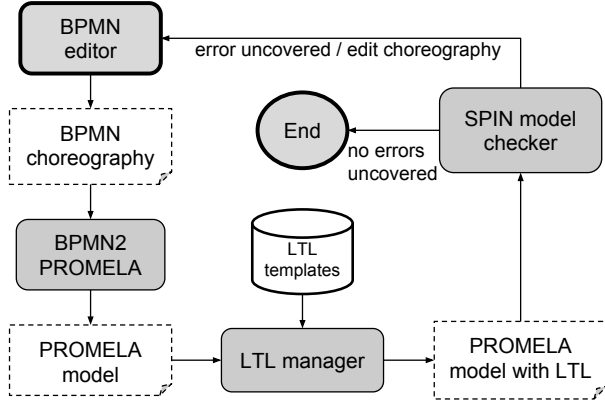 BPMN
editor
error uncovered / edit choreography
BPMN
choreography
End
SPIN model
checker
no errors
uncovered
BPMN2
PROMELA
LTL
templates
PROMELA
model
LTL manager
PROMELA
model with LTL